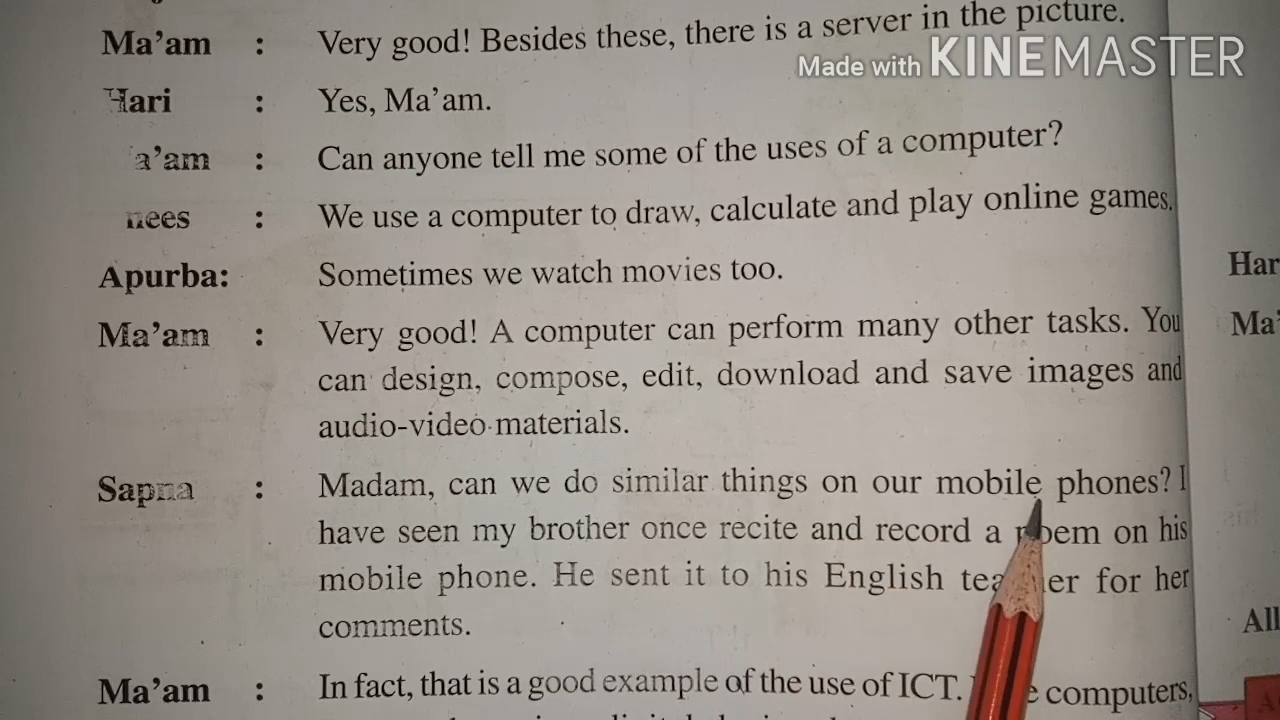 Ma'am : Very good! Besides these, there is a server in the picture.
Made with KINEMASTER
Hari : Yes, Ma'am.
a'am : Can anyone tell me some of the uses of a computer?
nees : We use a computer to draw, calculate and play online games.
Apurba: Sometimes we watch movies too.
Har
Ma'am : Very good! A computer can perform many other tasks. You
Ma'
can design, compose, edit, download and save images and
audio-video materials.
Sapna : Madam, can we do similar things on our mobile phones? I
have seen my brother once recite and record a poem on his
mobile phone. He sent it to his English teacher for her
comments.
All
Ma'am : In fact, that is a good example of the use of ICT. computers,